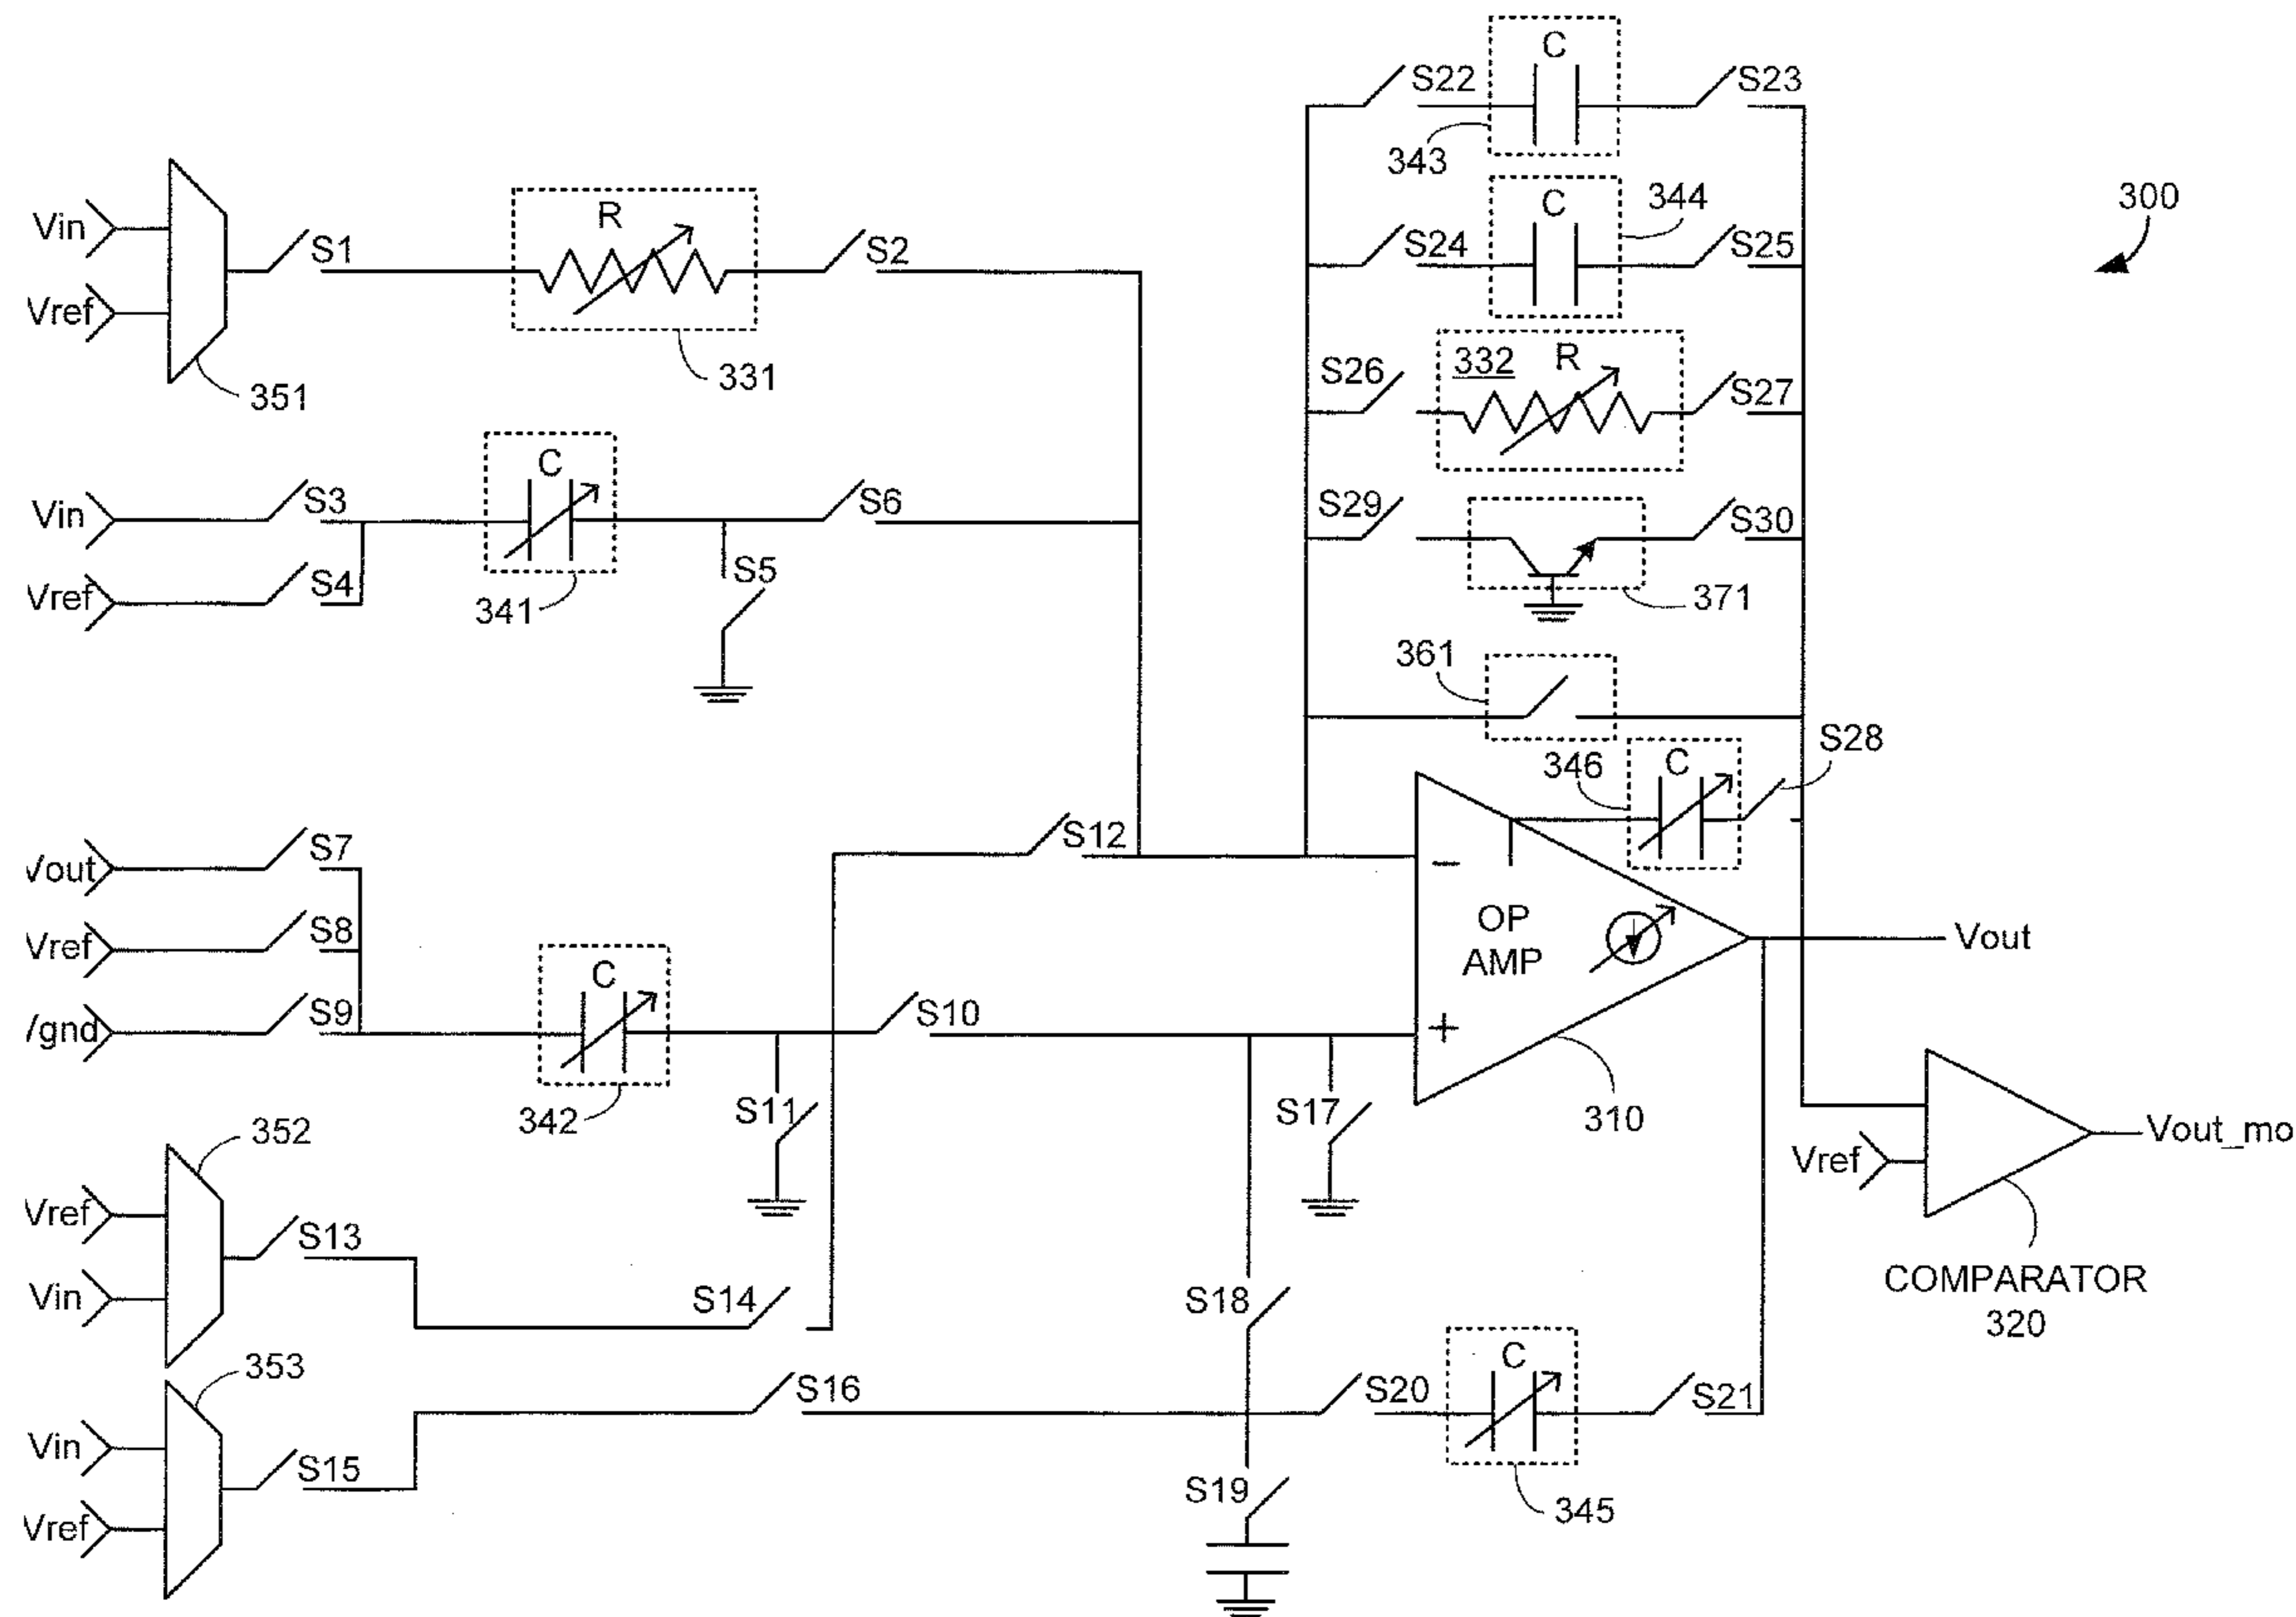 C
S22
S23
343
C
344
300
Vin
S1
R
S2
S24
S25
Vref
351
331
332
R
S26
S27
C
Vin
S3
S6
S29
S30
Vref
S4
341
S5
371
361
346
C
S28
Vout
S7
S12
−
Vref
S8
OP
AMP
Vout
C
/gnd
S9
S10
+
342
S11
S17
310
Vout_mo
Vref
352
Vref
S13
COMPARATOR
320
Vin
S14
S18
353
C
S16
S20
S21
Vin
S15
S19
345
Vref